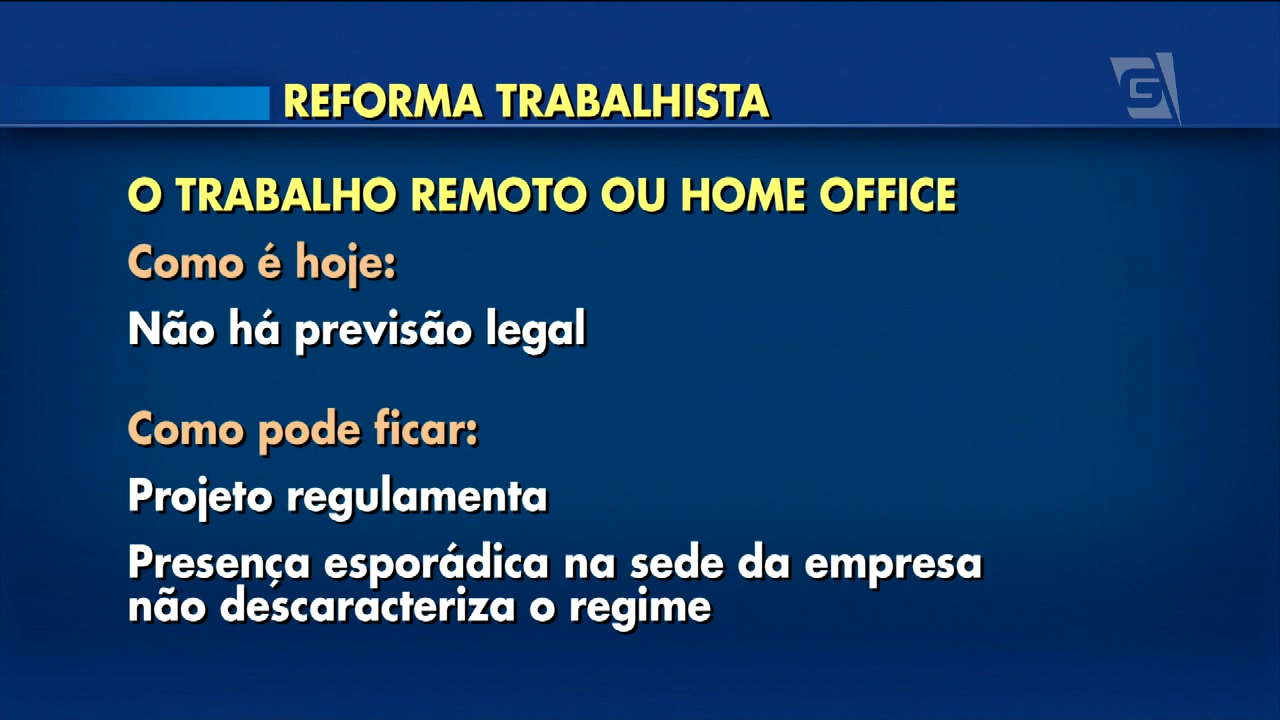 REFORMA TRABALHISTA
G
O TRABALHO REMOTO OU HOME OFFICE
Como é hoje:
Não há previsão legal
Como pode ficar:
Projeto regulamenta
Presença esporádica na sede da empresa
não descaracteriza o regime